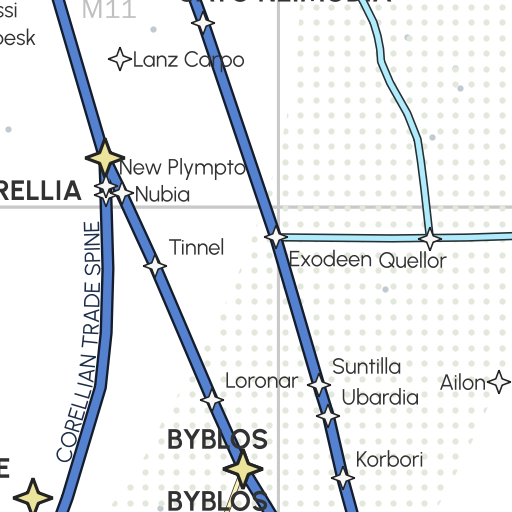 M11
Lanz Carpo
New Plympto
Nubia
Tinnel
Exodeen
Quellor
CORELLIAN TRADE SPINE
Suntilla
Loronar
Ailon
Ubardia
BYBLOS
Korbori
BYBLOS